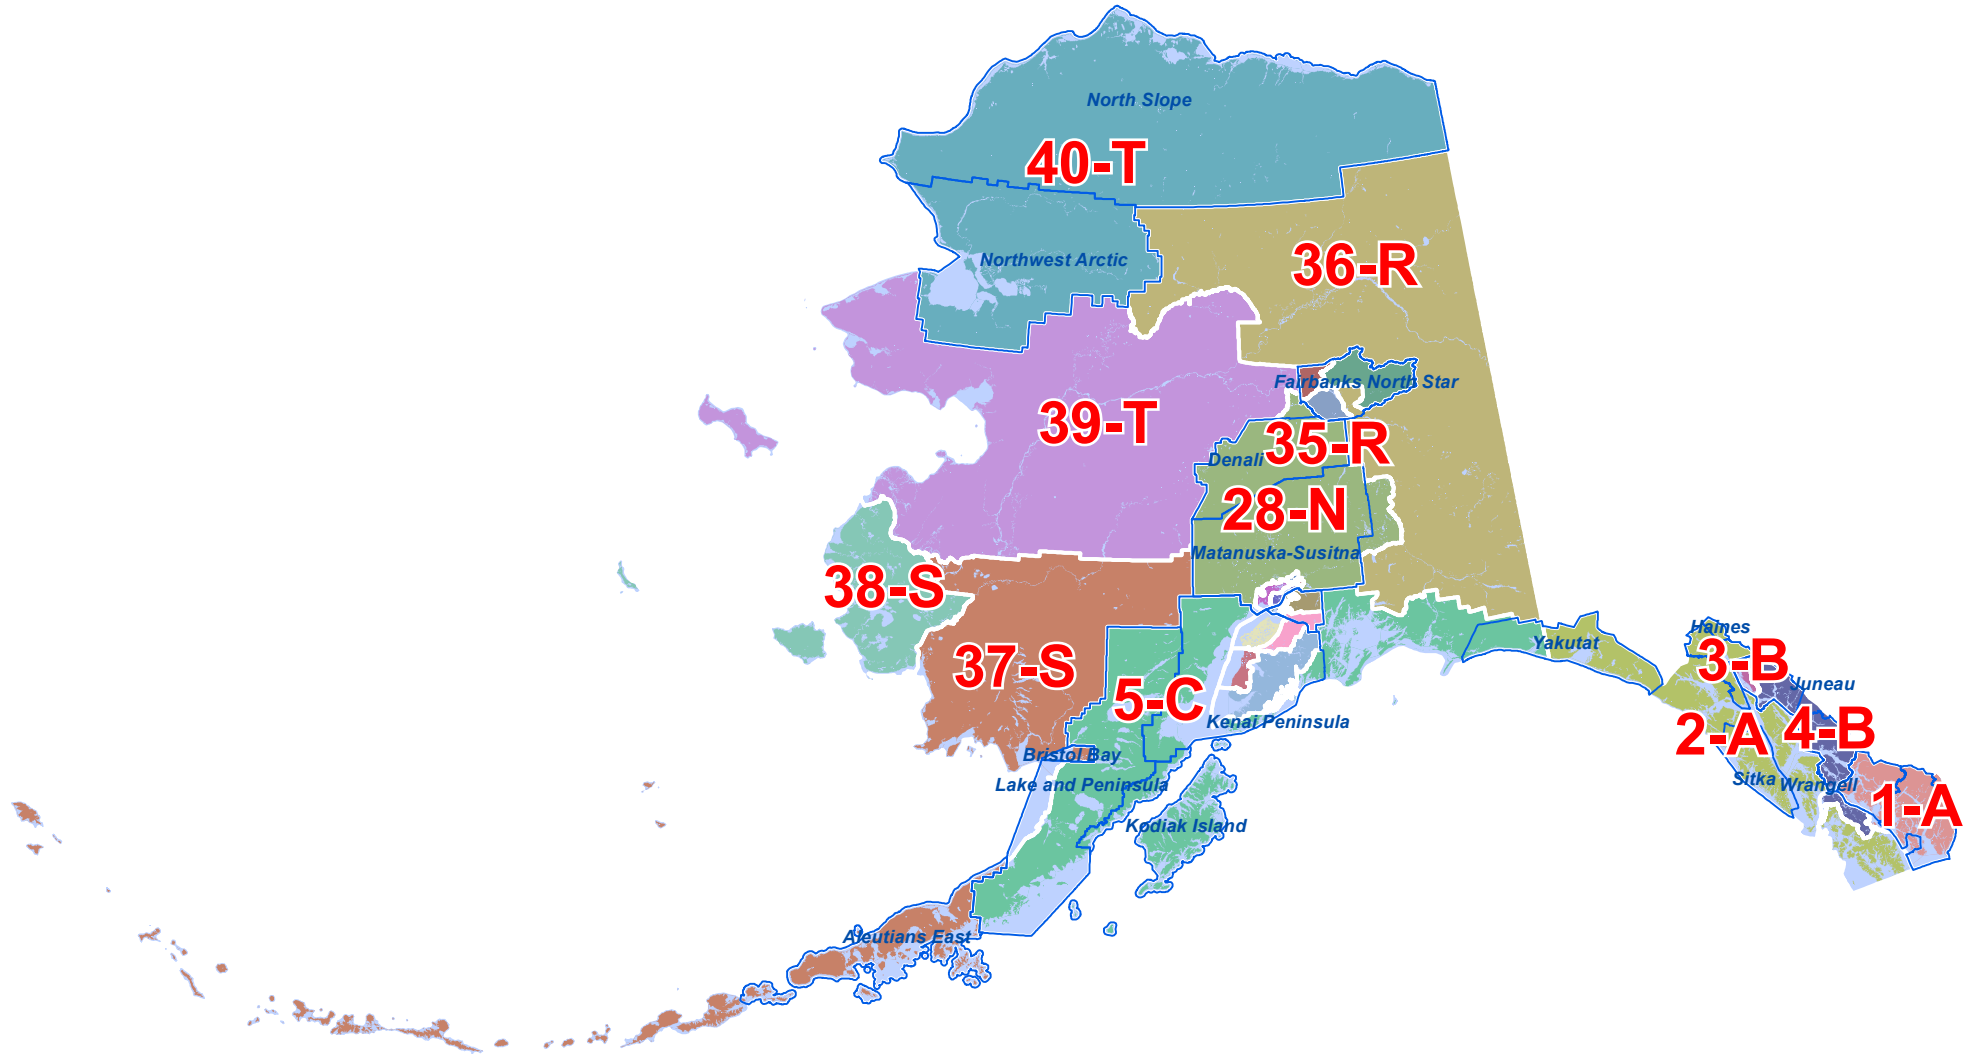 North Slope
40-T
Northwest Arctic
36-R
Fairbanks North Star
39-T
35-R
Denali
28-N
Matanuska-Susitna
38-S
37-S
5-C
Kenai Peninsula
Bristol Bay
Lake and Peninsula
Kodiak Island
Aleutians East
Yakutat
Haines
3-B
Juneau
2-A
4-B
Sitka
Wrangell
1-A